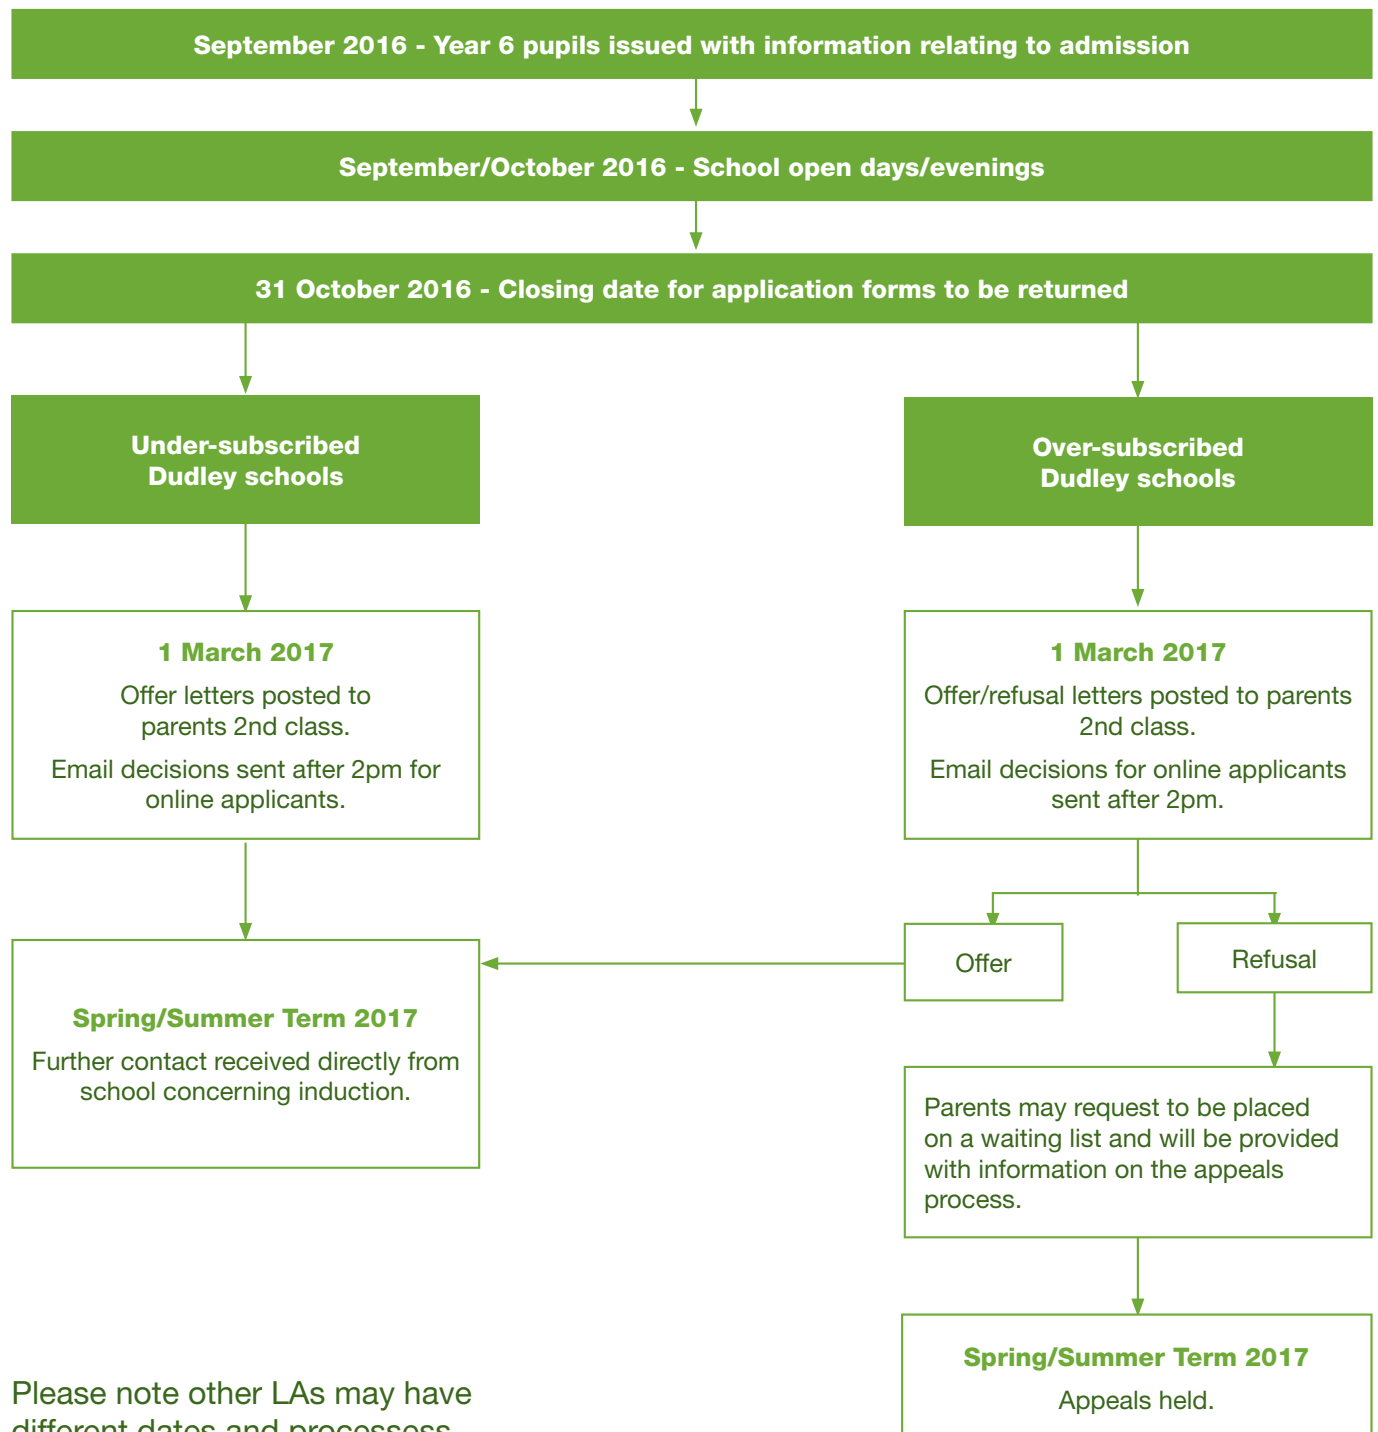 September 2016 - Year 6 pupils issued with information relating to admission
September/October 2016 - School open days/evenings
31 October 2016 - Closing date for application forms to be returned
Under-subscribed
Dudley schools
Over-subscribed
Dudley schools
1 March 2017
Offer letters posted to
parents 2nd class.
Email decisions sent after 2pm for
online applicants.
1 March 2017
Offer/refusal letters posted to parents
2nd class.
Email decisions for online applicants
sent after 2pm.
Offer
Refusal
Spring/Summer Term 2017
Further contact received directly from
school concerning induction.
Parents may request to be placed
on a waiting list and will be provided
with information on the appeals
process.
Spring/Summer Term 2017
Appeals held.
Please note other LAs may have
different dates and processess